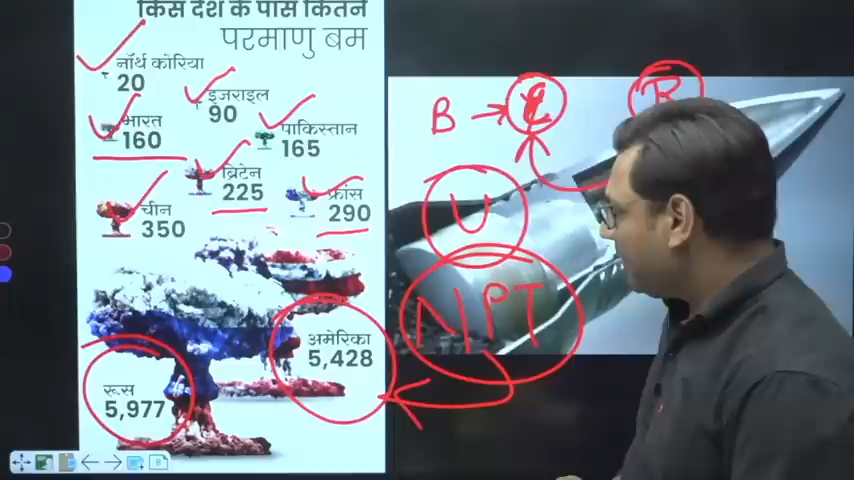 किस देश के पास कितने
परमाणु बम
नॉर्थ कोरिया
20
इजराइल
90
भारत
160
पाकिस्तान
165
ब्रिटेन
225
फ्रांस
290
चीन
350
अमेरिका
5,428
रूस
5,977
B
R
U
NPT